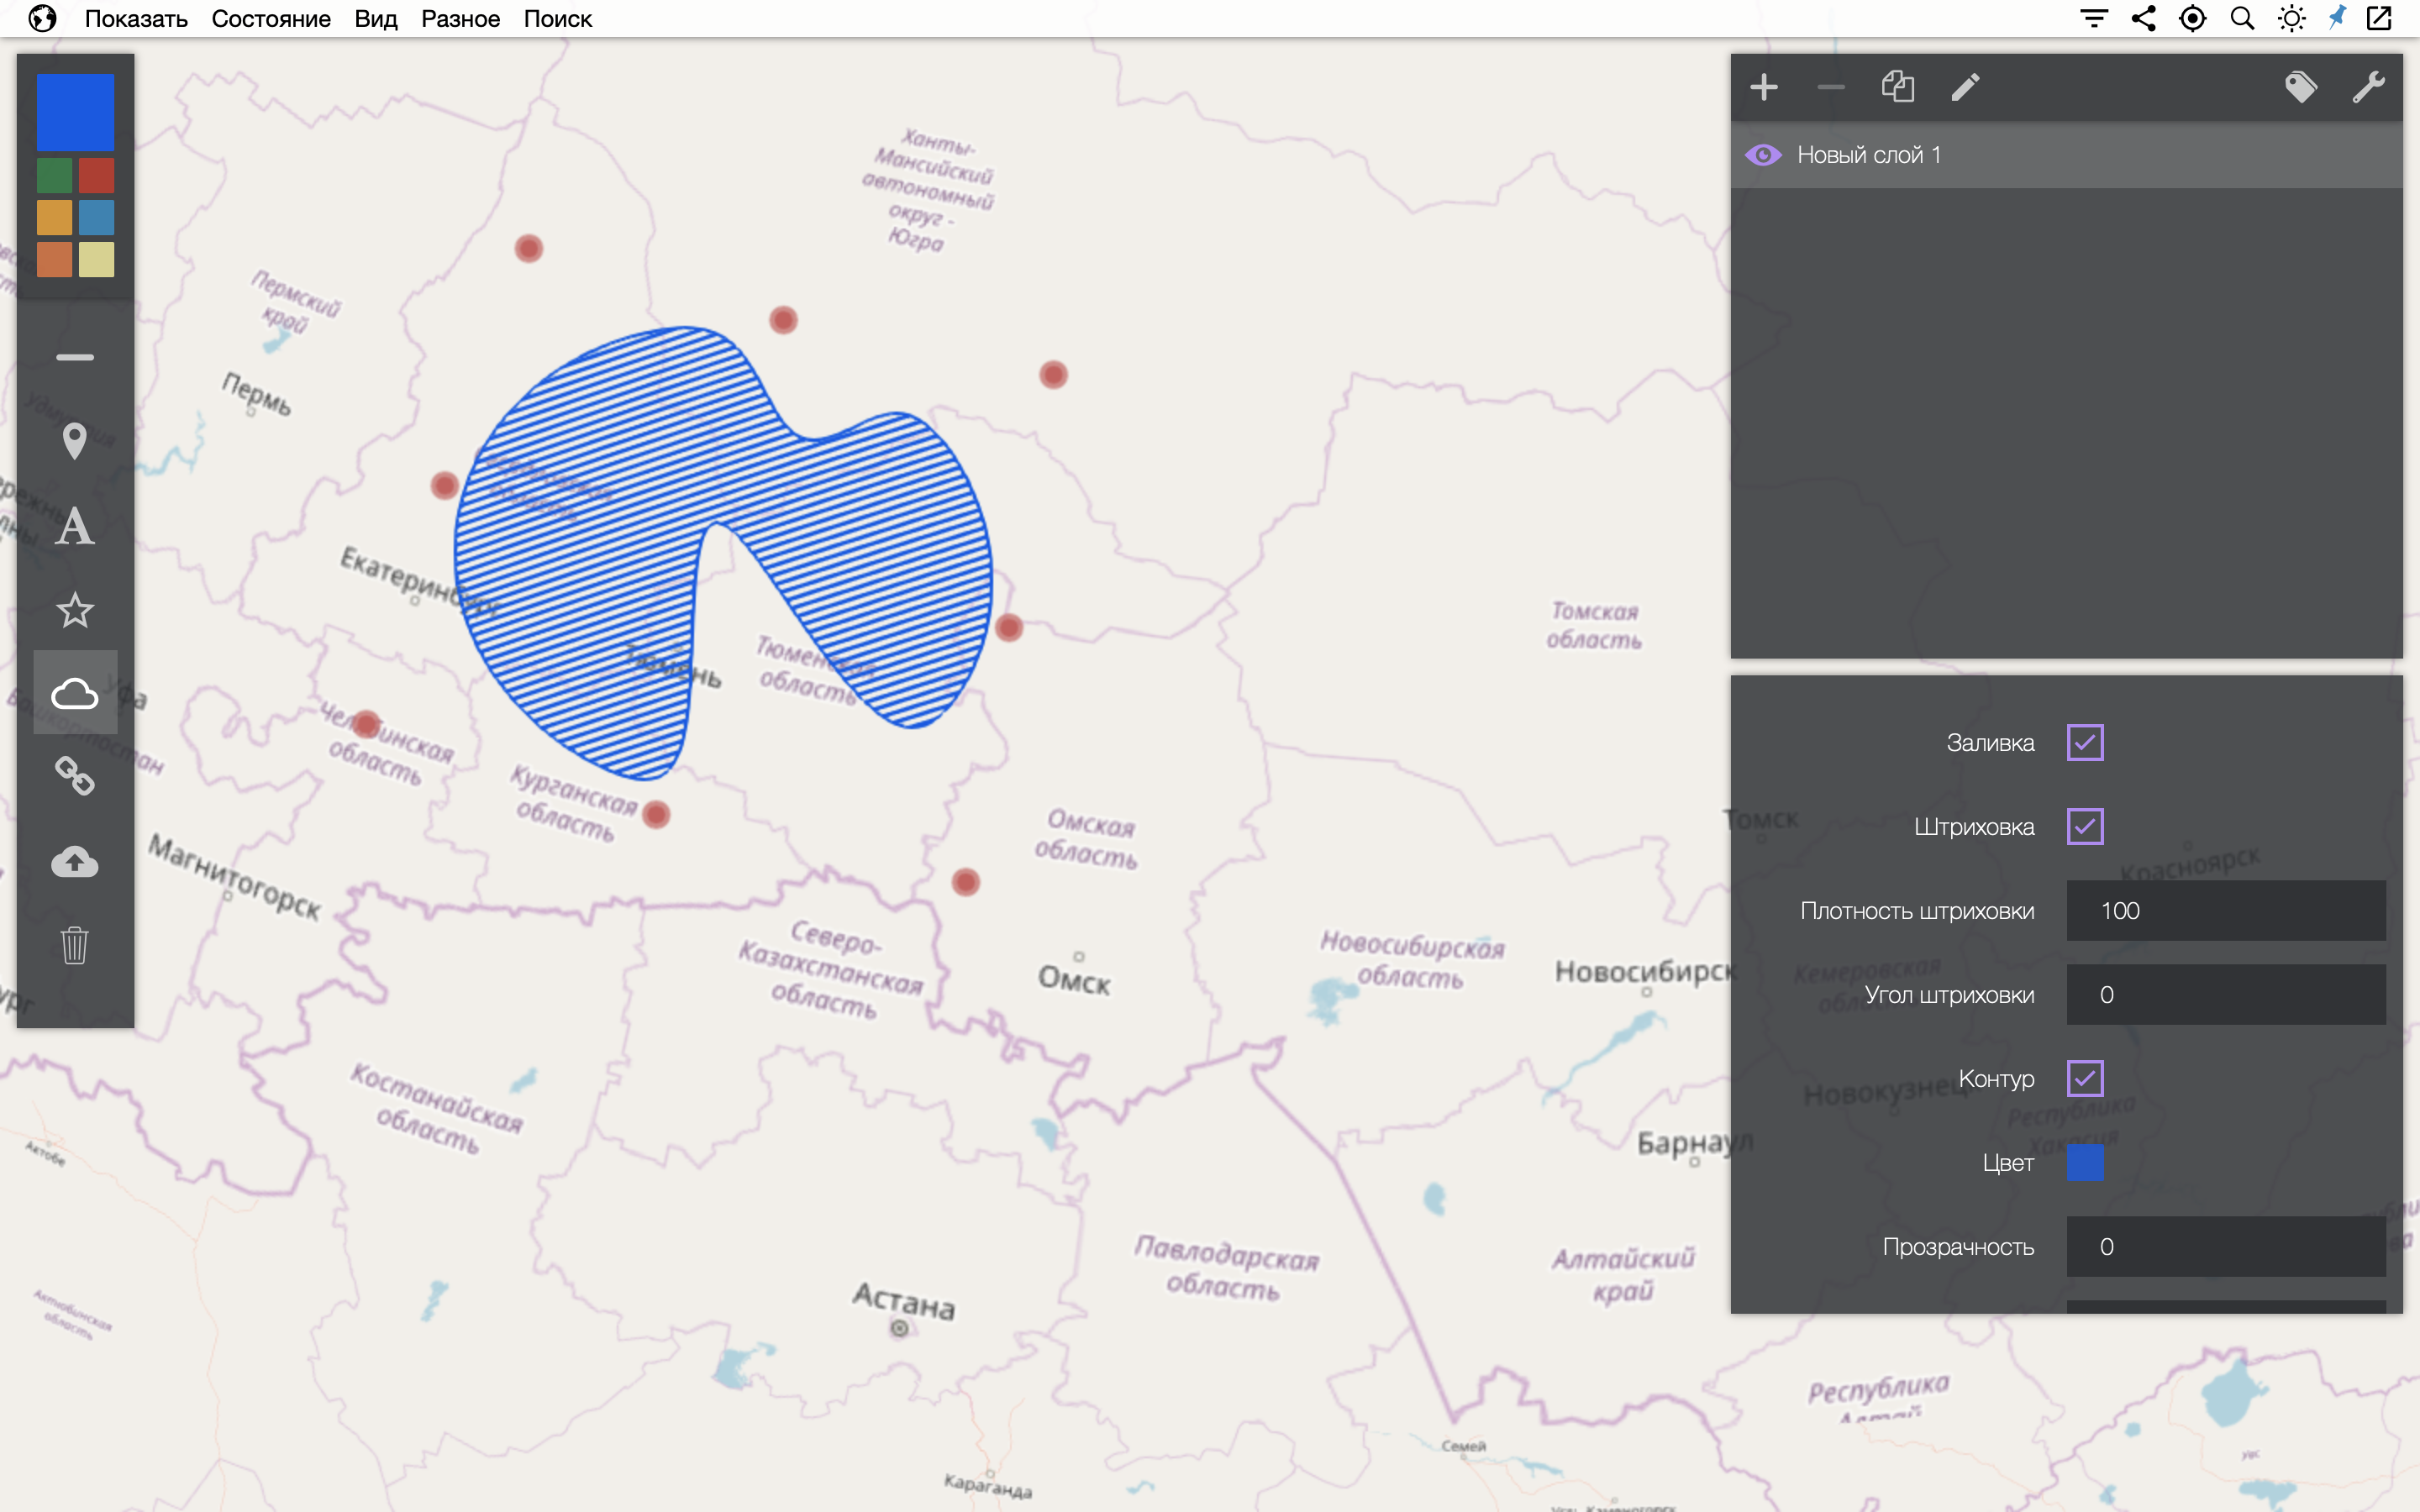 Показать Состояние Вид Разное Поиск
Новый слой 1
Ханты-
Мансийский
автономный
округ -
Югра
Пермский
край
Пермь
Екатеринбург
Тюмень
Тюменская
область
Томская
область
Уфа
Башкортостан
Челябинская
область
Курганская
область
Омская
область
Магнитогорск
Северо-
Казахстанская
область
Омск
Новосибирская
область
Новосибирск
Томск
Красноярск
Кемеровская
область
Новокузнецк
Республика
Хакасия
Барнаул
Костанайская
область
Актобе
Актюбинская
область
Павлодарская
область
Алтайский
край
Астана
Республика
Алтай
Семей
Караганда
увс
Заливка
Штриховка
Плотность штриховки 100
Угол штриховки 0
Контур
Цвет
Прозрачность 0